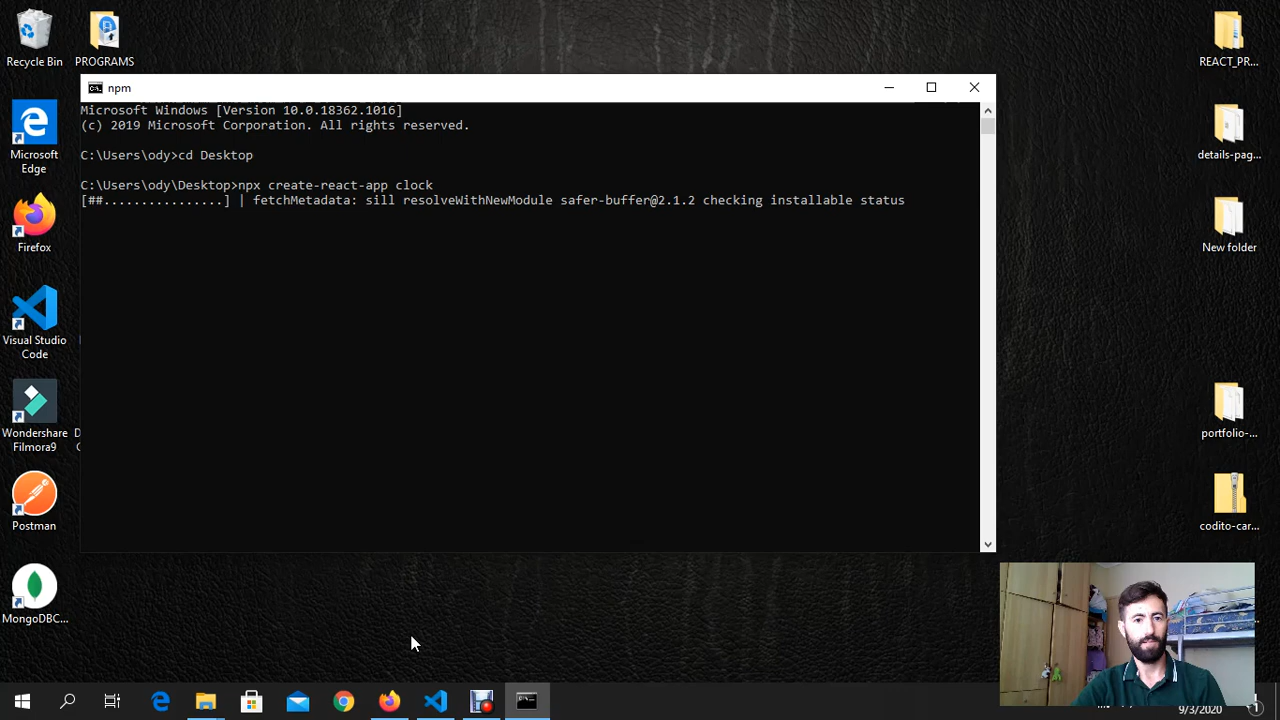 Recycle Bin
PROGRAMS
Microsoft
Edge
Firefox
Visual Studio
Code
Wondershare
Filmora9
Postman
MongoDBC...
npm
Microsoft Windows [Version 10.0.18362.1016]
(c) 2019 Microsoft Corporation. All rights reserved.
C:\Users\ody>cd Desktop
C:\Users\ody\Desktop>npx create-react-app clock
[##................] | fetchMetadata: sill resolveWithNewModule safer-buffer@2.1.2 checking installable status
REACT_PR...
details-pag...
New folder
portfolio-...
codito-car...
9/3/2020
1